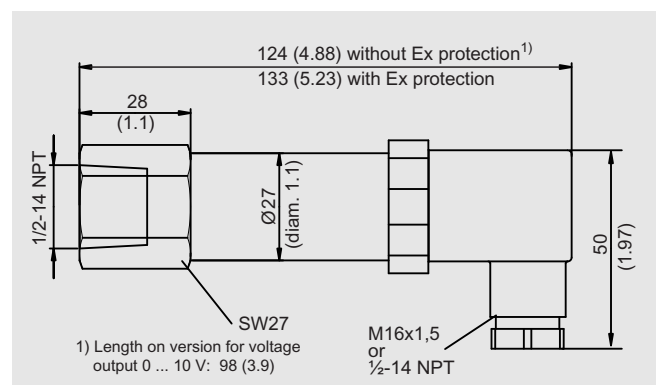 124 (4.88) without Ex protection1)
133 (5.23) with Ex protection
28
(1.1)
1/2-14 NPT
Ø27
(diam. 1.1)
50
(1.97)
SW27
M16x1,5
or
½-14 NPT
1) Length on version for voltage
output 0 ... 10 V: 98 (3.9)